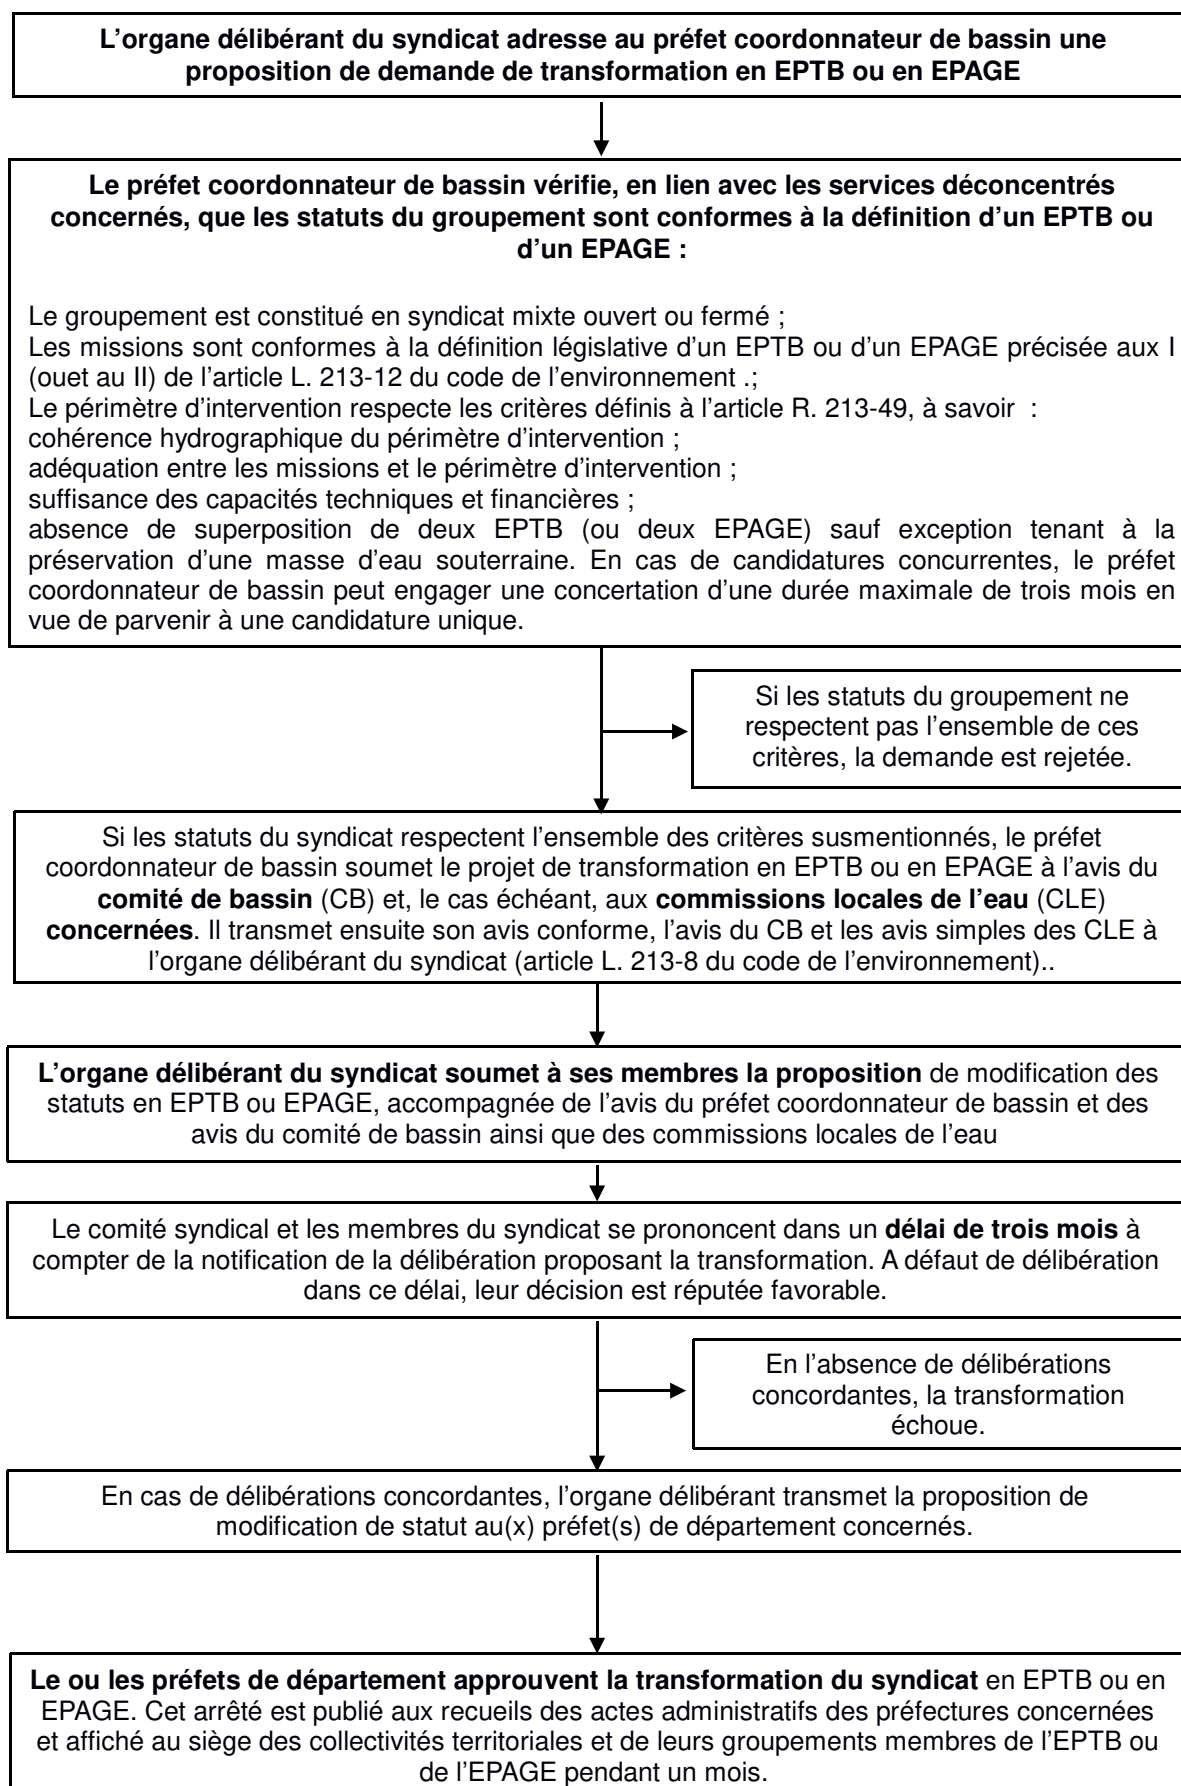 L'organe délibérant du syndicat adresse au préfet coordonnateur de bassin une
proposition de demande de transformation en EPTB ou en EPAGE
Le préfet coordonnateur de bassin vérifie, en lien avec les services déconcentrés
concernés, que les statuts du groupement sont conformes à la définition d'un EPTB ou
d'un EPAGE :
Le groupement est constitué en syndicat mixte ouvert ou fermé ;
Les missions sont conformes à la définition législative d'un EPTB ou d'un EPAGE précisée aux I
(ouet au II) de l'article L. 213-12 du code de l'environnement .;
Le périmètre d'intervention respecte les critères définis à l'article R. 213-49, à savoir :
cohérence hydrographique du périmètre d'intervention ;
adéquation entre les missions et le périmètre d'intervention ;
suffisance des capacités techniques et financières ;
absence de superposition de deux EPTB (ou deux EPAGE) sauf exception tenant à la
préservation d'une masse d'eau souterraine. En cas de candidatures concurrentes, le préfet
coordonnateur de bassin peut engager une concertation d'une durée maximale de trois mois en
vue de parvenir à une candidature unique.
Si les statuts du groupement ne
respectent pas l'ensemble de ces
critères, la demande est rejetée.
Si les statuts du syndicat respectent l'ensemble des critères susmentionnés, le préfet
coordonnateur de bassin soumet le projet de transformation en EPTB ou en EPAGE à l'avis du
comité de bassin (CB) et, le cas échéant, aux commissions locales de l'eau (CLE)
concernées. Il transmet ensuite son avis conforme, l'avis du CB et les avis simples des CLE à
l'organe délibérant du syndicat (article L. 213-8 du code de l'environnement)..
L'organe délibérant du syndicat soumet à ses membres la proposition de modification des
statuts en EPTB ou EPAGE, accompagnée de l'avis du préfet coordonnateur de bassin et des
avis du comité de bassin ainsi que des commissions locales de l'eau
Le comité syndical et les membres du syndicat se prononcent dans un délai de trois mois à
compter de la notification de la délibération proposant la transformation. A défaut de délibération
dans ce délai, leur décision est réputée favorable.
En l'absence de délibérations
concordantes, la transformation
échoue.
En cas de délibérations concordantes, l'organe délibérant transmet la proposition de
modification de statut au(x) préfet(s) de département concernés.
Le ou les préfets de département approuvent la transformation du syndicat en EPTB ou en
EPAGE. Cet arrêté est publié aux recueils des actes administratifs des préfectures concernées
et affiché au siège des collectivités territoriales et de leurs groupements membres de l'EPTB ou
de l'EPAGE pendant un mois.